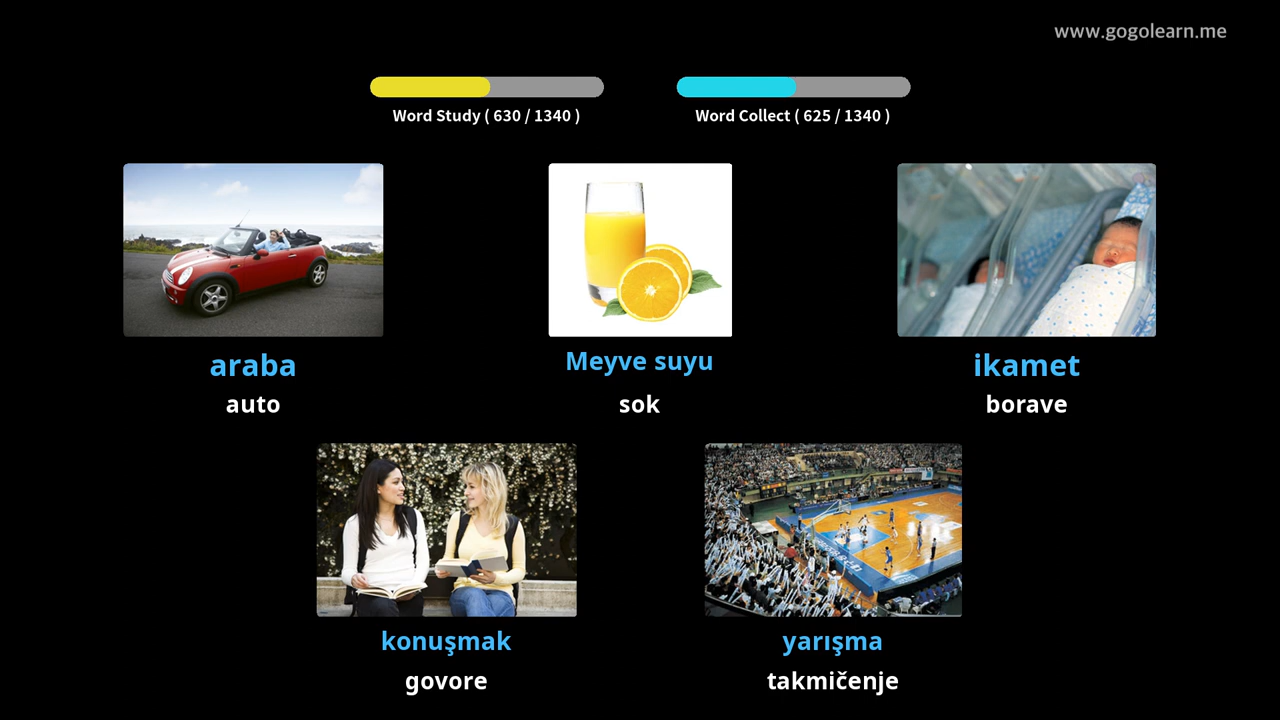 www.gogolearn.me
Word Study ( 630 / 1340 )
Word Collect ( 625 / 1340 )
araba
auto
Meyve suyu
sok
ikamet
borave
konuşmak
govore
yarışma
takmičenje